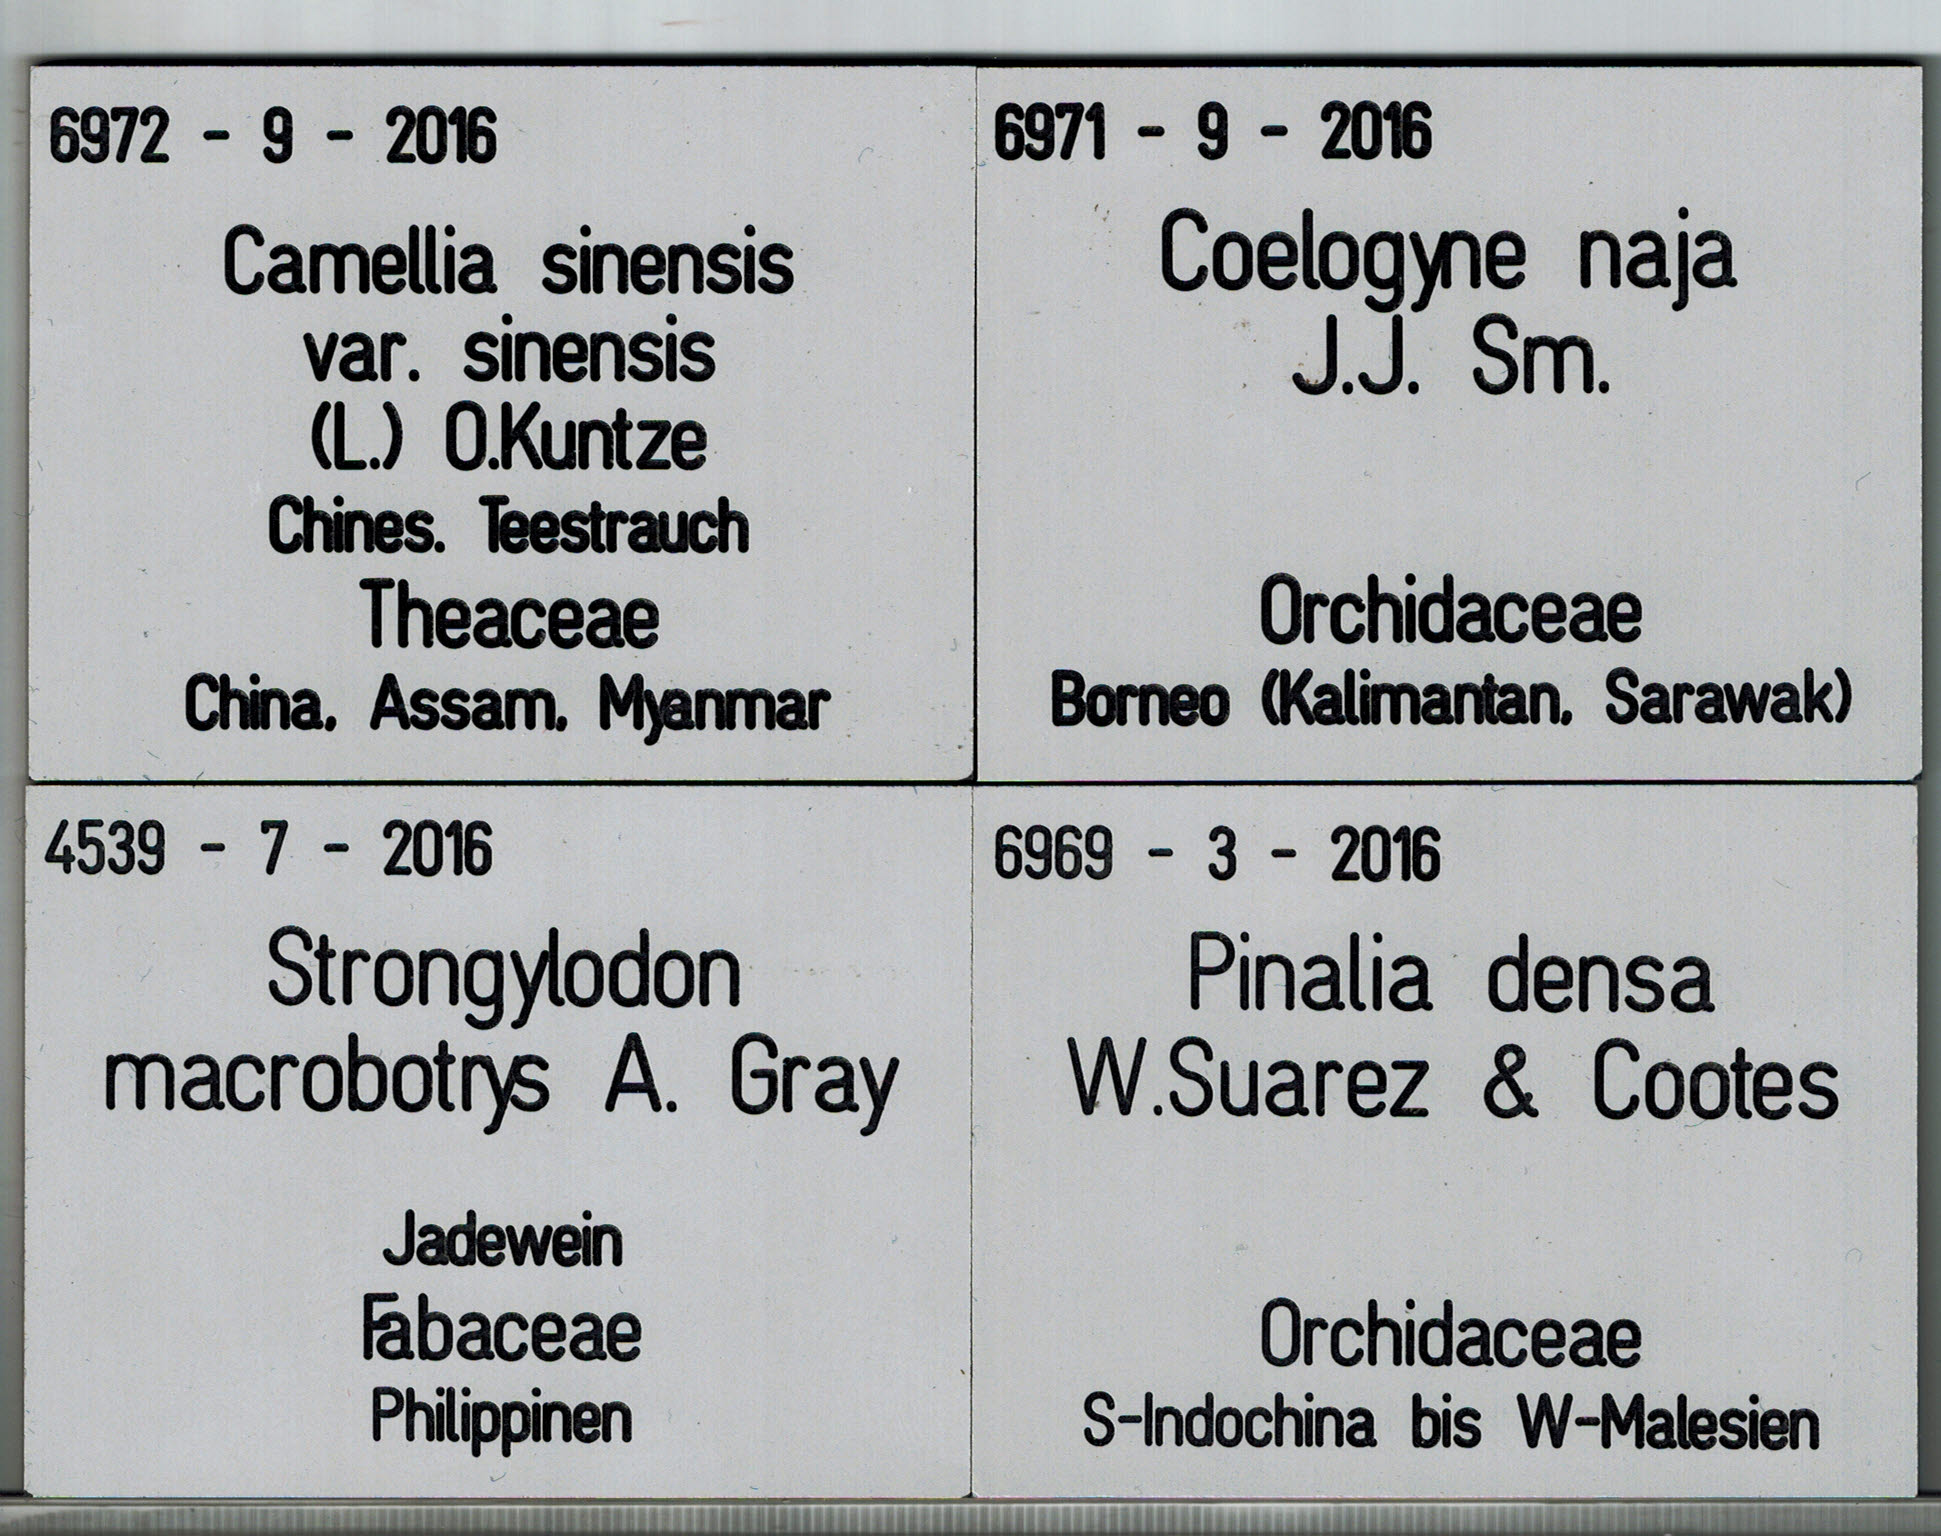 6972 - 9 - 2016
Camellia sinensis
var. sinensis
(L.) O.Kuntze
Chines. Teestrauch
Theaceae
China, Assam, Myanmar
6971 - 9 - 2016
Coelogyne naja
J.J. Sm.
Orchidaceae
Borneo (Kalimantan, Sarawak)
4539 - 7 - 2016
Strongylodon
macrobotrys A. Gray
Jadewein
Fabaceae
Philippinen
6969 - 3 - 2016
Pinalia densa
W.Suarez & Cootes
Orchidaceae
S-Indochina bis W-Malesien